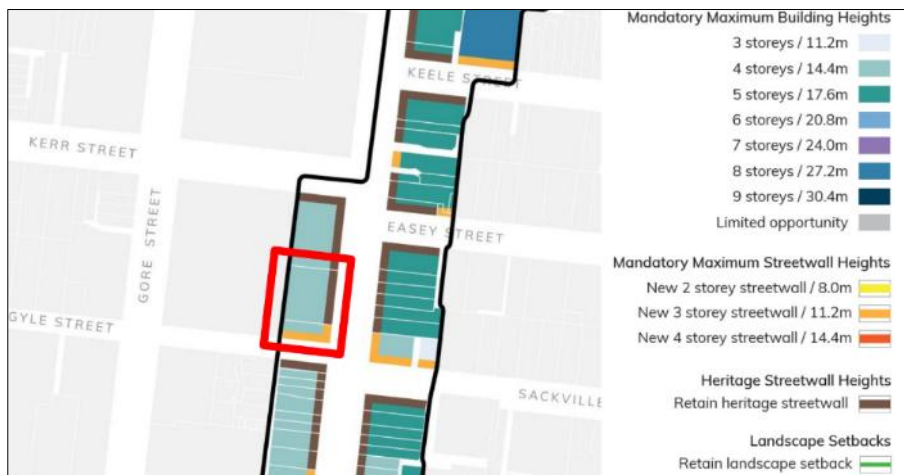 KEELE STREET
KERR STREET
GORE STREET
EASEY STREET
GYLE STREET
SACKVILLE
Mandatory Maximum Building Heights
3 storeys / 11.2m
4 storeys / 14.4m
5 storeys / 17.6m
6 storeys / 20.8m
7 storeys / 24.0m
8 storeys / 27.2m
9 storeys / 30.4m
Limited opportunity
Mandatory Maximum Streetwall Heights
New 2 storey streetwall / 8.0m
New 3 storey streetwall / 11.2m
New 4 storey streetwall / 14.4m
Heritage Streetwall Heights
Retain heritage streetwall
Landscape Setbacks
Retain landscape setback